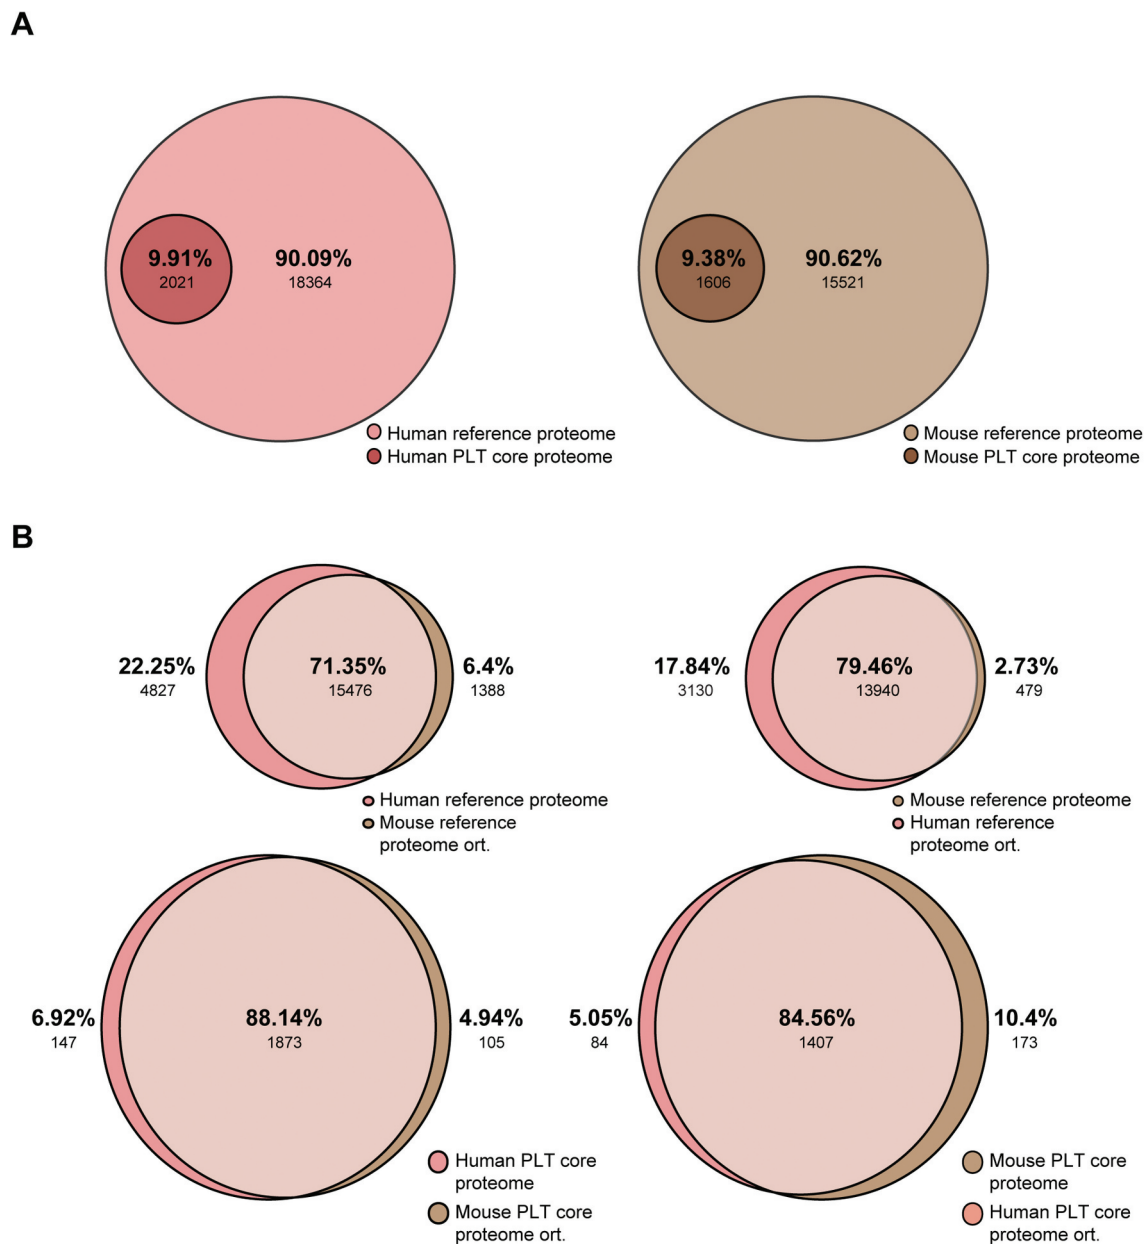 A
9.91%
2021
90.09%
18364
Human reference proteome
Human PLT core proteome
9.38%
1606
90.62%
15521
Mouse reference proteome
Mouse PLT core proteome
B
22.25%
4827
71.35%
15476
6.4%
1388
Human reference proteome
Mouse reference
proteome ort.
17.84%
3130
79.46%
13940
2.73%
479
Mouse reference proteome
Human reference
proteome ort.
6.92%
147
88.14%
1873
4.94%
105
Human PLT core
proteome
Mouse PLT core
proteome ort.
5.05%
84
84.56%
1407
10.4%
173
Mouse PLT core
proteome
Human PLT core
proteome ort.